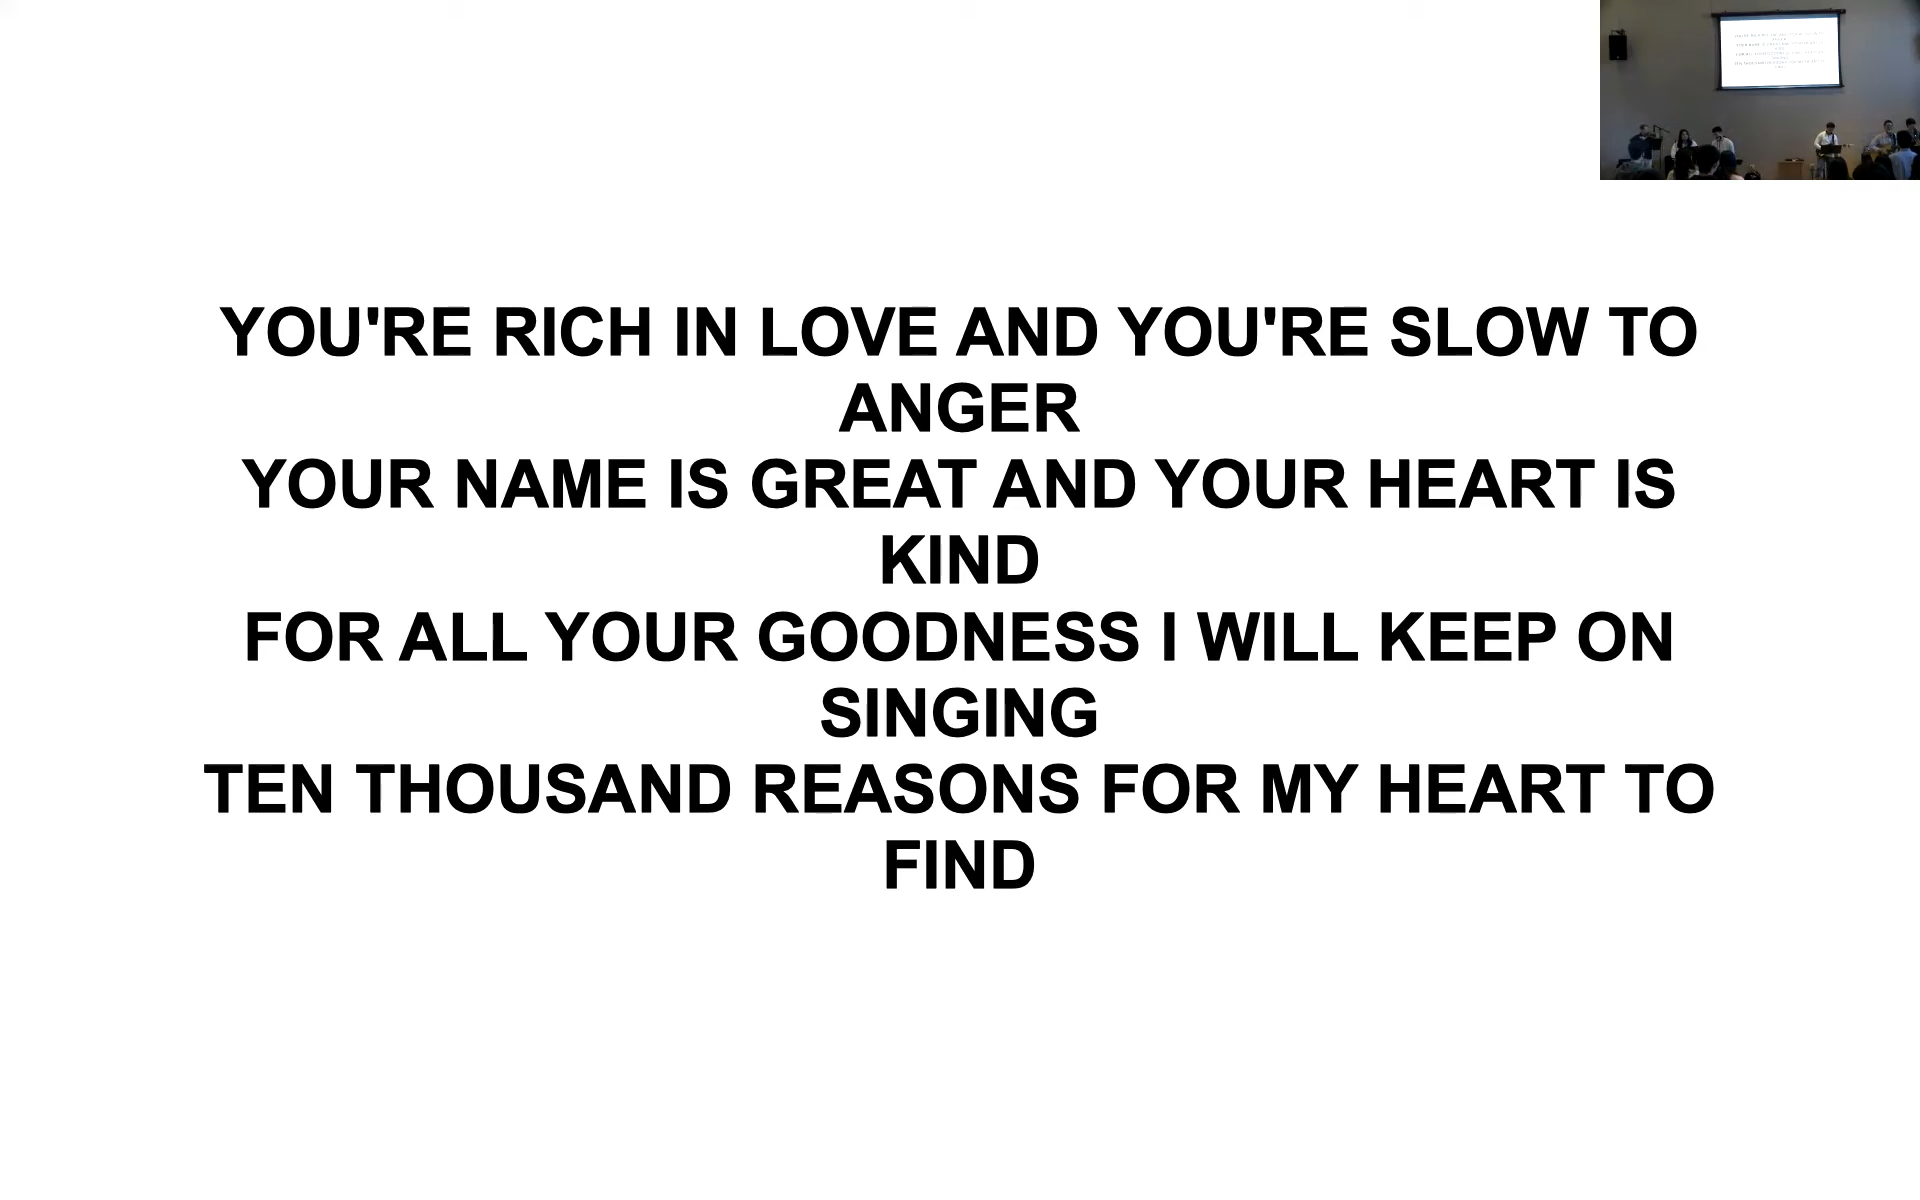 YOU'RE RICH IN LOVE AND YOU'RE SLOW TO
ANGER
YOUR NAME IS GREAT AND YOUR HEART IS
KIND
FOR ALL YOUR GOODNESS I WILL KEEP ON
SINGING
TEN THOUSAND REASONS FOR MY HEART TO
FIND